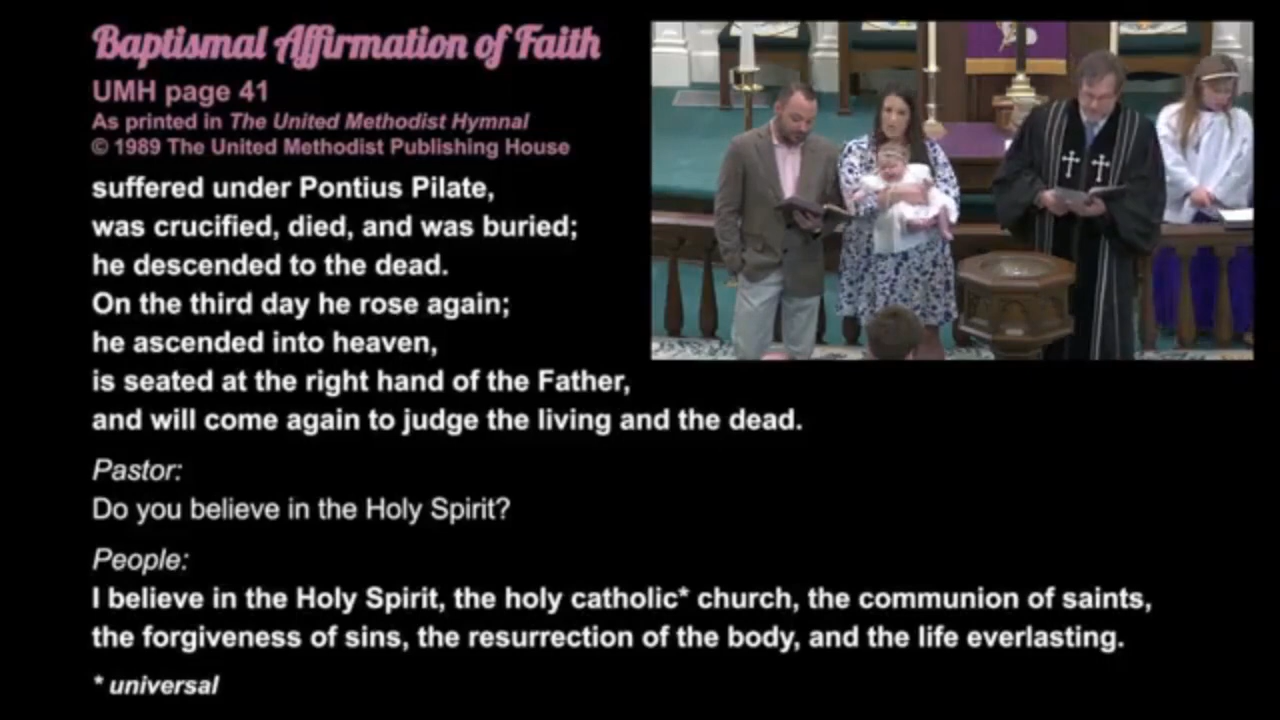 Baptismal Affirmation of Faith
UMH page 41
As printed in The United Methodist Hymnal
© 1989 The United Methodist Publishing House
suffered under Pontius Pilate,
was crucified, died, and was buried;
he descended to the dead.
On the third day he rose again;
he ascended into heaven,
is seated at the right hand of the Father,
and will come again to judge the living and the dead.
Pastor:
Do you believe in the Holy Spirit?
People:
I believe in the Holy Spirit, the holy catholic* church, the communion of saints,
the forgiveness of sins, the resurrection of the body, and the life everlasting.
* universal